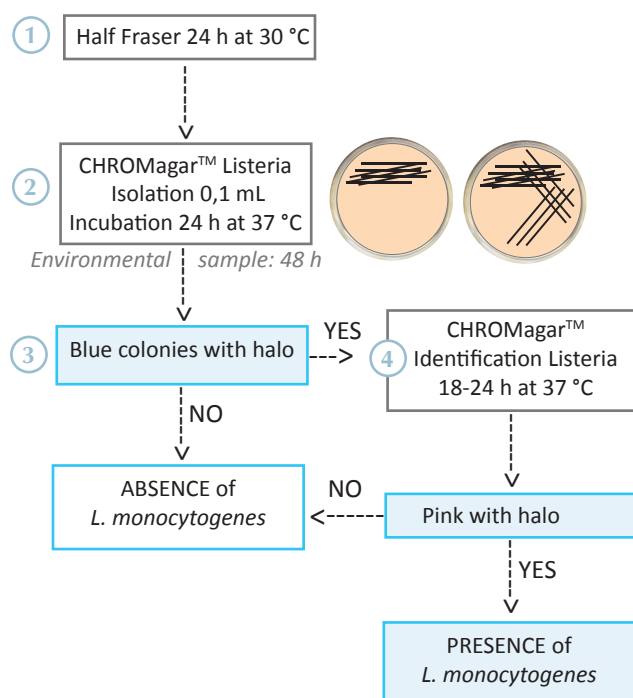 1
Half Fraser 24 h at 30 °C
2
CHROMagar™ Listeria
Isolation 0,1 mL
Incubation 24 h at 37 °C
Environmental sample: 48 h
3
Blue colonies with halo
YES
4
CHROMagar™
Identification Listeria
18-24 h at 37 °C
NO
ABSENCE of
L. monocytogenes
NO
Pink with halo
YES
PRESENCE of
L. monocytogenes